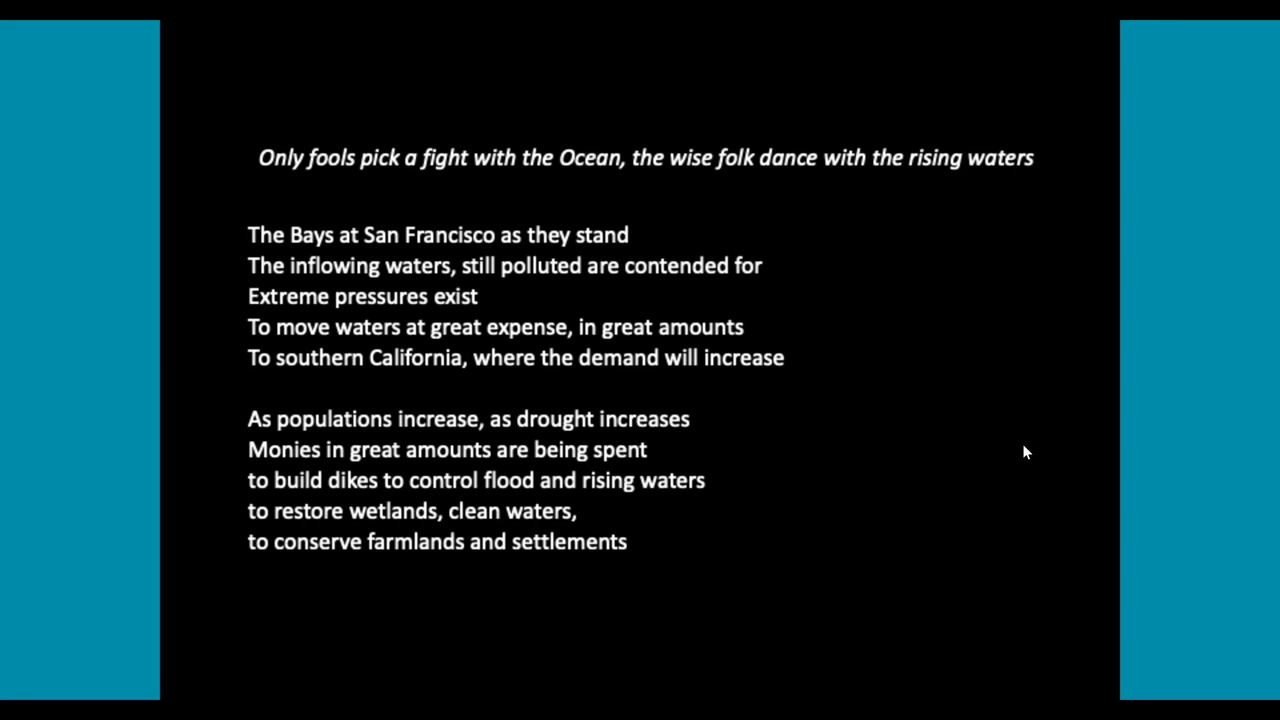 Only fools pick a fight with the Ocean, the wise folk dance with the rising waters
The Bays at San Francisco as they stand
The inflowing waters, still polluted are contended for
Extreme pressures exist
To move waters at great expense, in great amounts
To southern California, where the demand will increase
As populations increase, as drought increases
Monies in great amounts are being spent
to build dikes to control flood and rising waters
to restore wetlands, clean waters,
to conserve farmlands and settlements